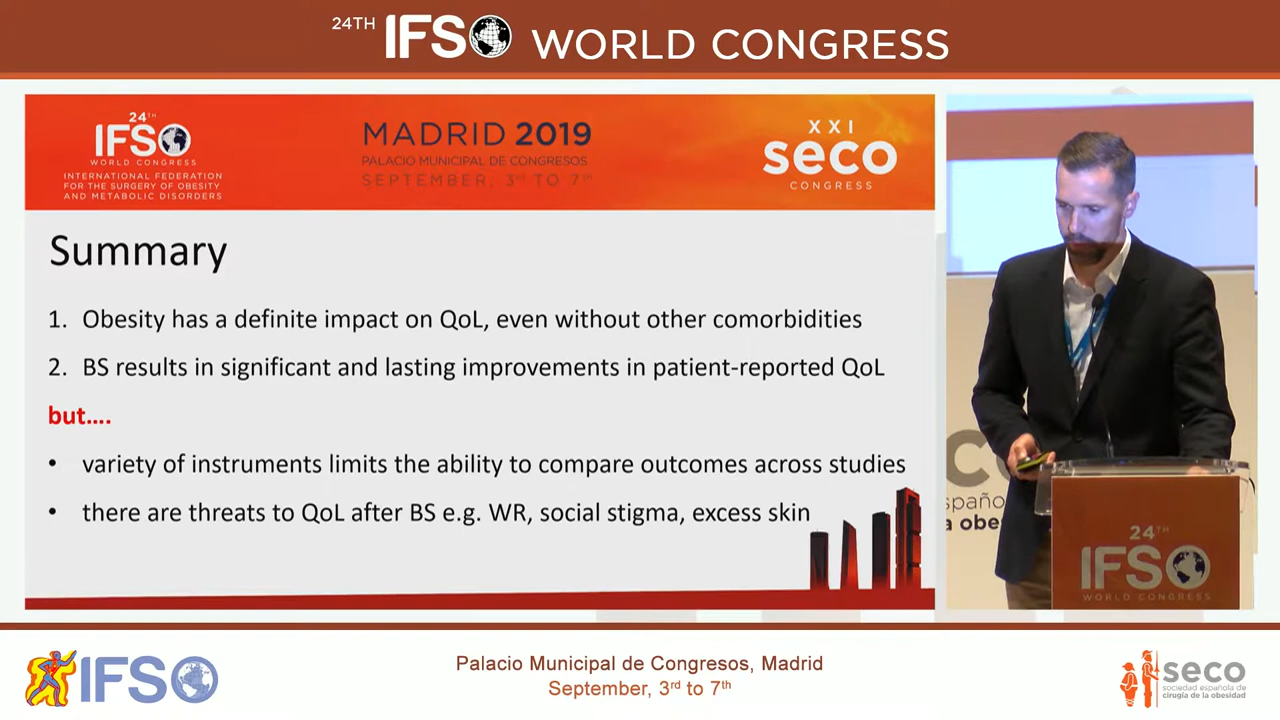 24TH IFSO WORLD CONGRESS
24TH
IFSO
WORLD CONGRESS
INTERNATIONAL FEDERATION
FOR THE SURGERY OF OBESITY
AND METABOLIC DISORDERS
MADRID 2019
PALACIO MUNICIPAL DE CONGRESOS
SEPTEMBER, 3rd TO 7th
XXI
seco
CONGRESS
Summary
1. Obesity has a definite impact on QoL, even without other comorbidities
2. BS results in significant and lasting improvements in patient-reported QoL
but....
• variety of instruments limits the ability to compare outcomes across studies
• there are threats to QoL after BS e.g. WR, social stigma, excess skin
24TH
IFSO
WORLD CONGRESS
IFSO
Palacio Municipal de Congresos, Madrid
September, 3rd to 7th
seco
sociedad española de
cirugía de la obesidad